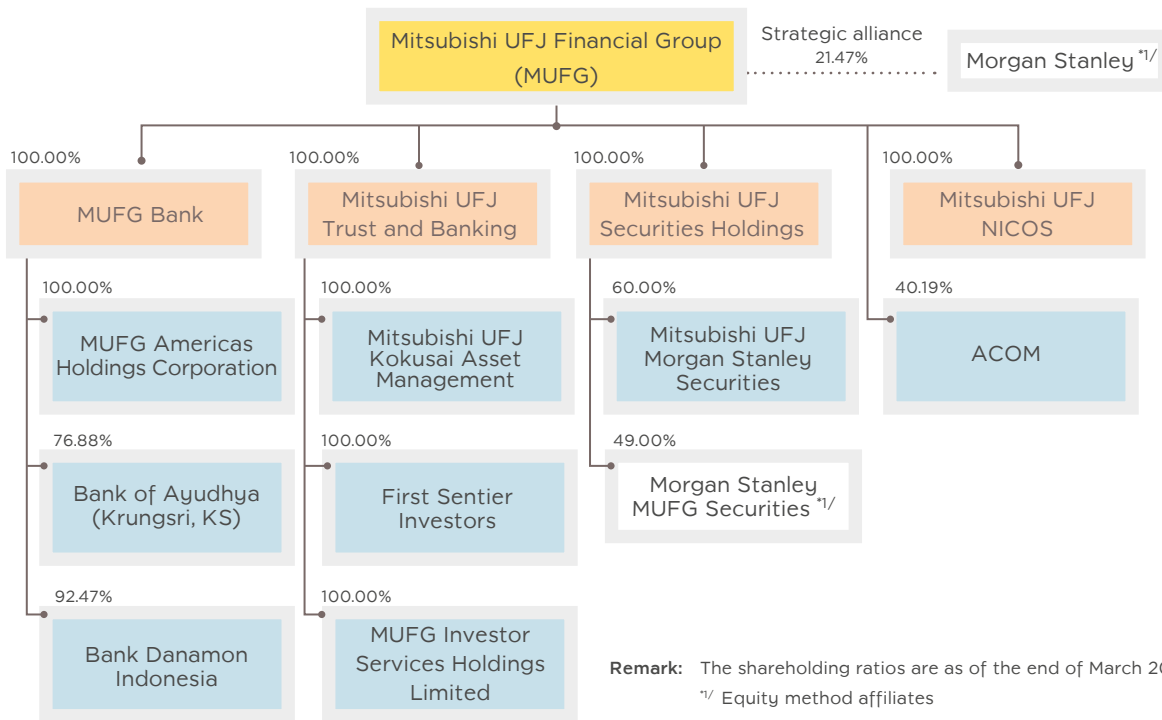 Mitsubishi UFJ Financial Group
(MUFG)
Strategic alliance
21.47%
Morgan Stanley *1/
100.00%
MUFG Bank
100.00%
Mitsubishi UFJ
Trust and Banking
100.00%
Mitsubishi UFJ
Securities Holdings
100.00%
Mitsubishi UFJ
NICOS
100.00%
MUFG Americas
Holdings Corporation
100.00%
Mitsubishi UFJ
Kokusai Asset
Management
60.00%
Mitsubishi UFJ
Morgan Stanley
Securities
40.19%
ACOM
76.88%
Bank of Ayudhya
(Krungsri, KS)
100.00%
First Sentier
Investors
49.00%
Morgan Stanley
MUFG Securities *1/
92.47%
Bank Danamon
Indonesia
100.00%
MUFG Investor
Services Holdings
Limited
Remark: The shareholding ratios are as of the end of March
*1/ Equity method affiliates